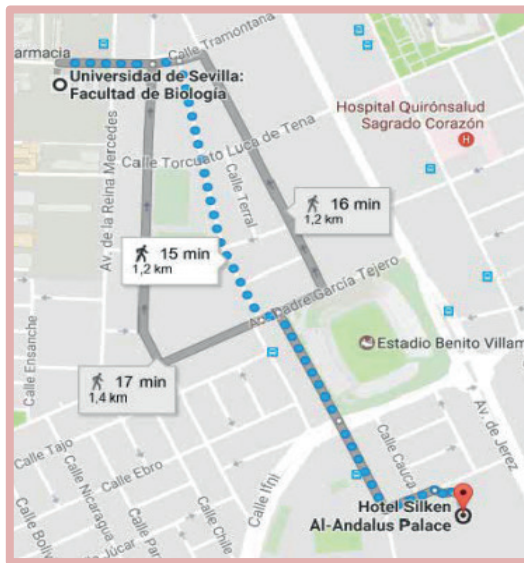 armacia
Calle Tramontana
Universidad de Sevilla:
Facultad de Biología
Hospital Quirónsalud
Sagrado Corazón
H
Calle Torcuato Luca de Tena
Av. de la Reina Mercedes
Calle Terral
16 min
1,2 km
15 min
1,2 km
Av. Padre García Tejero
Estadio Benito Villam
Calle Ensanche
17 min
1,4 km
Av. de Jerez
Calle Tajo
Calle Ebro
Calle Cauca
Calle Ifni
Calle Nicaragua
Hotel Silken
Al-Andalus Palace
Calle Boliv
Júcar
Calle Par
Calle Chile